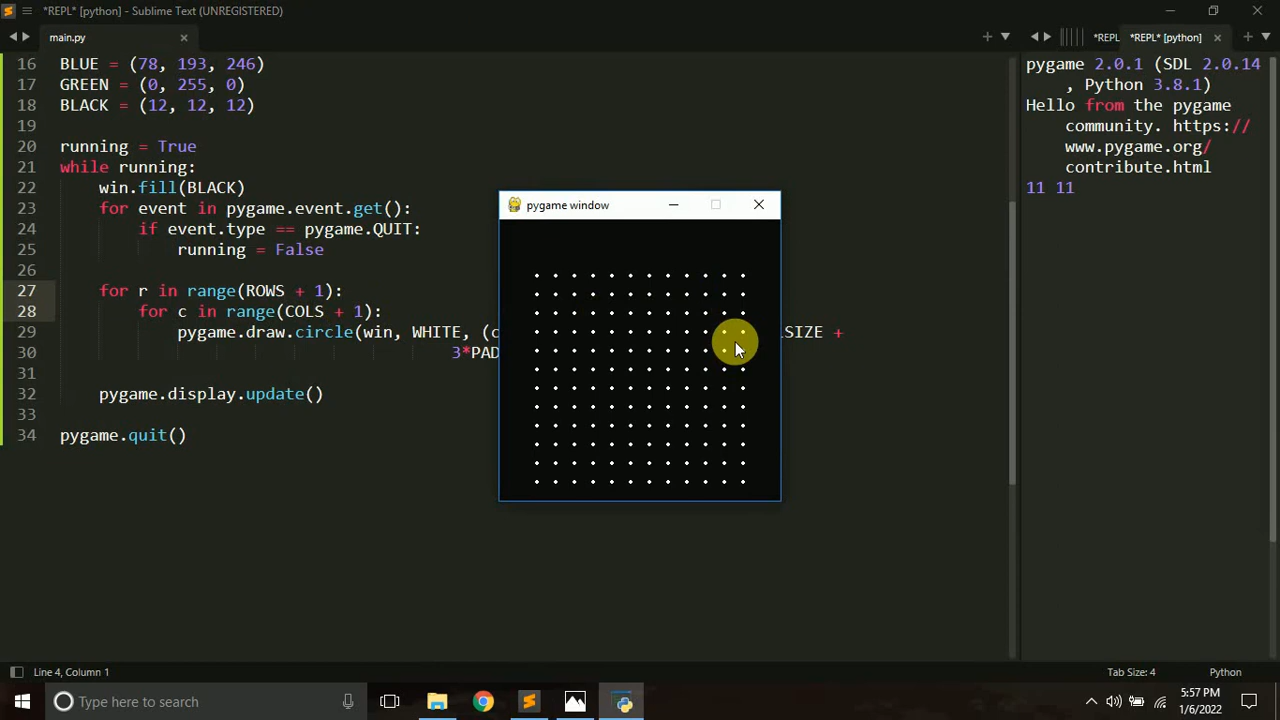 *REPL* [python] - Sublime Text (UNREGISTERED)
main.py
*REPL
*REPL* [python]
16 BLUE = (78, 193, 246)
17 GREEN = (0, 255, 0)
18 BLACK = (12, 12, 12)
19
20 running = True
21 while running:
22 win.fill(BLACK)
23 for event in pygame.event.get():
24 if event.type == pygame.QUIT:
25 running = False
26
27 for r in range(ROWS + 1):
28 for c in range(COLS + 1):
29 pygame.draw.circle(win, WHITE, (c LSIZE +
30 3*PAD
31
32 pygame.display.update()
33
34 pygame.quit()
pygame window
pygame 2.0.1 (SDL 2.0.14
, Python 3.8.1)
Hello from the pygame
community. https://
www.pygame.org/
contribute.html
11 11
Line 4, Column 1
Tab Size: 4
Python
Type here to search
5:57 PM
1/6/2022